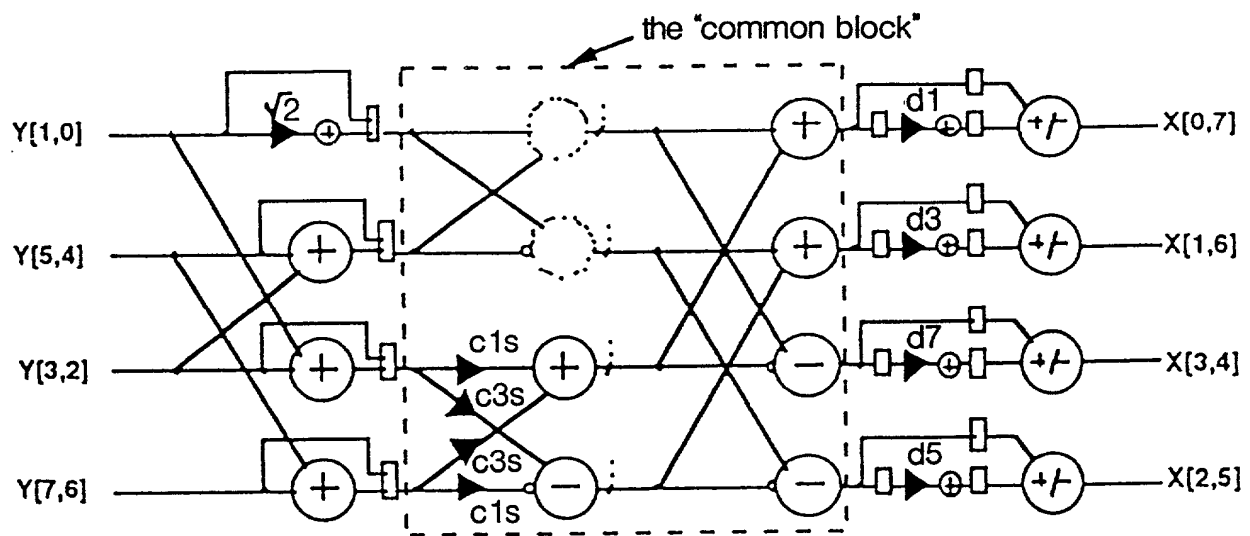 the "common block"
√2
d1
Y[1,0]
X[0,7]
d3
Y[5,4]
X[1,6]
c1s
d7
Y[3,2]
X[3,4]
c3s
c3s
d5
Y[7,6]
X[2,5]
c1s